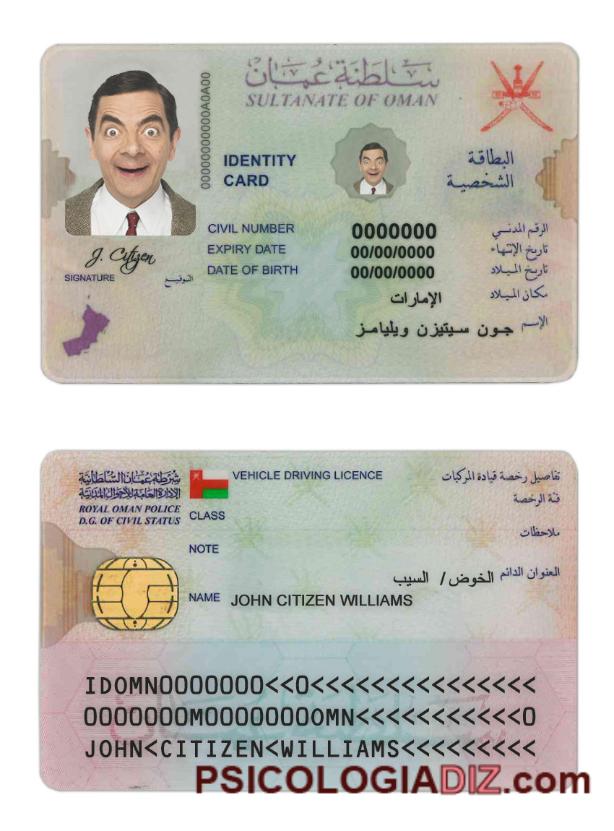 سلطنة عمان
SULTANATE OF OMAN
00000000000A0A00
IDENTITY CARD
البطاقة الشخصية
CIVIL NUMBER 0000000 الرقم المدني
EXPIRY DATE 00/00/0000 تاريخ الإنتهاء
DATE OF BIRTH 00/00/0000 تاريخ الميلاد
الإمارات مكان الميلاد
الإسم جون سيتيزن ويليامز
J. Citizen
SIGNATURE التوقيع
شرطة عمان السلطانية
الإدارة العامة للأحوال المدنية
ROYAL OMAN POLICE
D.G. OF CIVIL STATUS
VEHICLE DRIVING LICENCE تفاصيل رخصة قيادة المركبات
CLASS فئة الرخصة
NOTE ملاحظات
العنوان الدائم الخوض / السيب
NAME JOHN CITIZEN WILLIAMS
IDOMN0000000<<0<<<<<<<<<<<<<<<
0000000M00000000MN<<<<<<<<<<<0
JOHN<CITIZEN<WILLIAMS<<<<<<<<<
PSICOLOGIADIZ.com